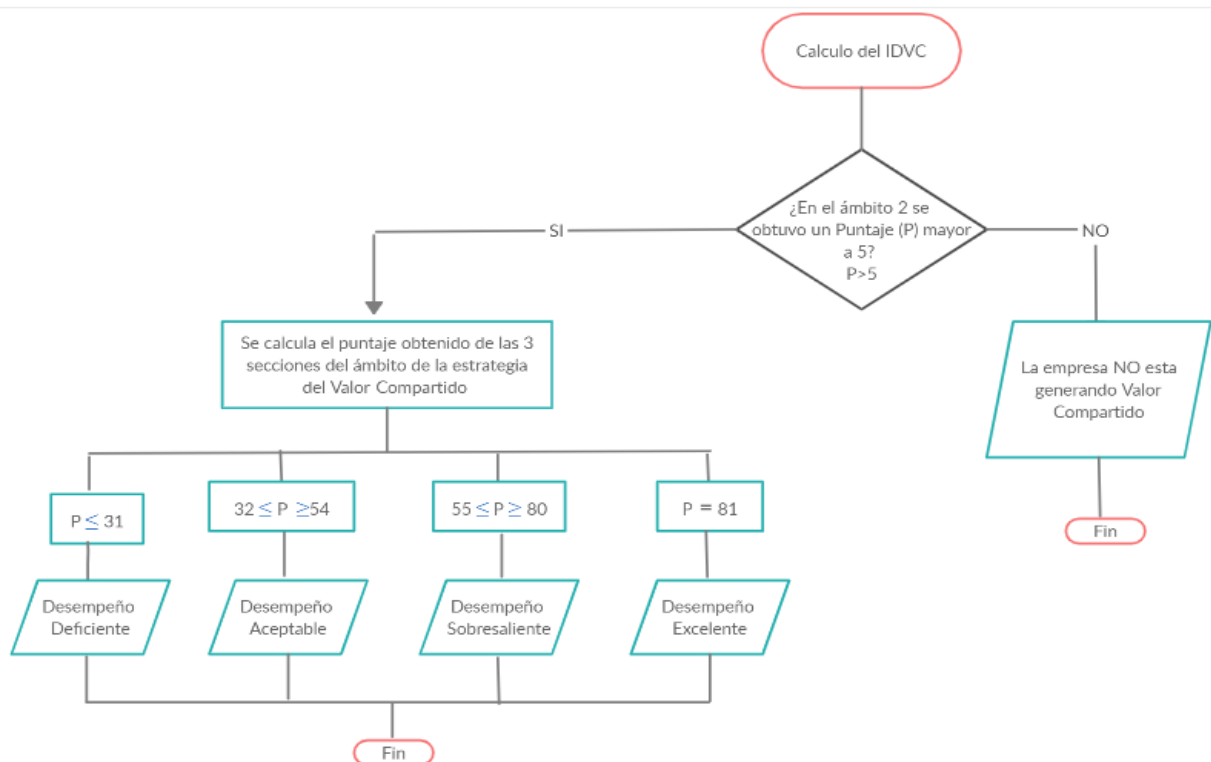 Calculo del IDVC
¿En el ámbito 2 se
obtuvo un Puntaje (P) mayor
a 5?
P>5
SI
NO
Se calcula el puntaje obtenido de las 3
secciones del ámbito de la estrategia
del Valor Compartido
La empresa NO esta
generando Valor
Compartido
P ≤ 31
32 ≤ P ≥54
55 ≤ P ≥ 80
P = 81
Fin
Desempeño
Deficiente
Desempeño
Aceptable
Desempeño
Sobresaliente
Desempeño
Excelente
Fin